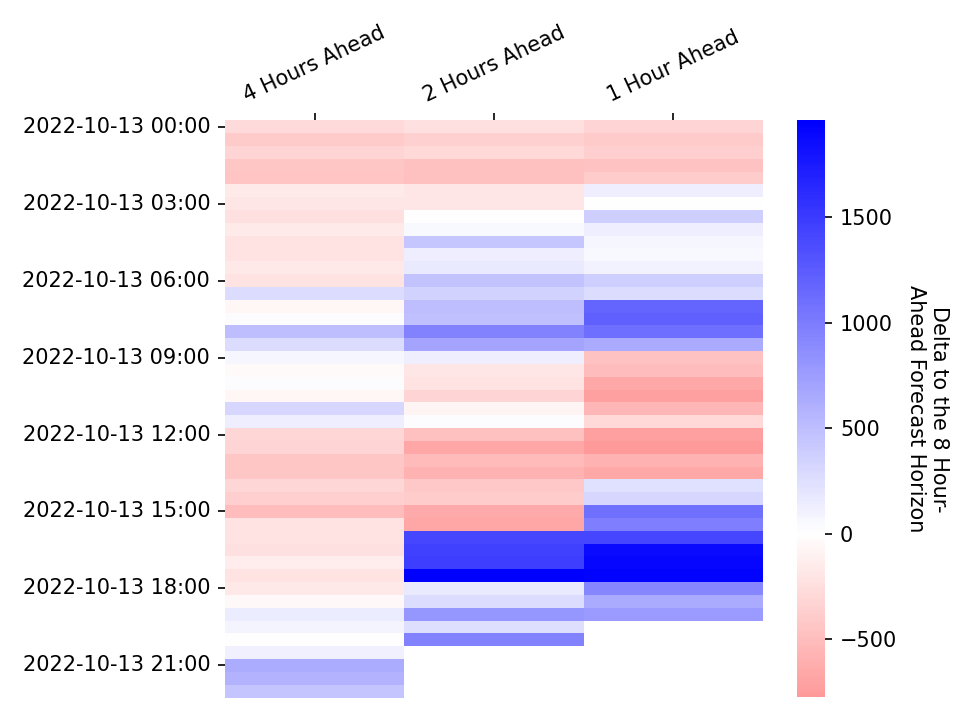 4 Hours Ahead
2 Hours Ahead
1 Hour Ahead
2022-10-13 00:00
2022-10-13 03:00
2022-10-13 06:00
2022-10-13 09:00
2022-10-13 12:00
2022-10-13 15:00
2022-10-13 18:00
2022-10-13 21:00
1500
1000
500
0
−500
Delta to the 8 Hour-
Ahead Forecast Horizon